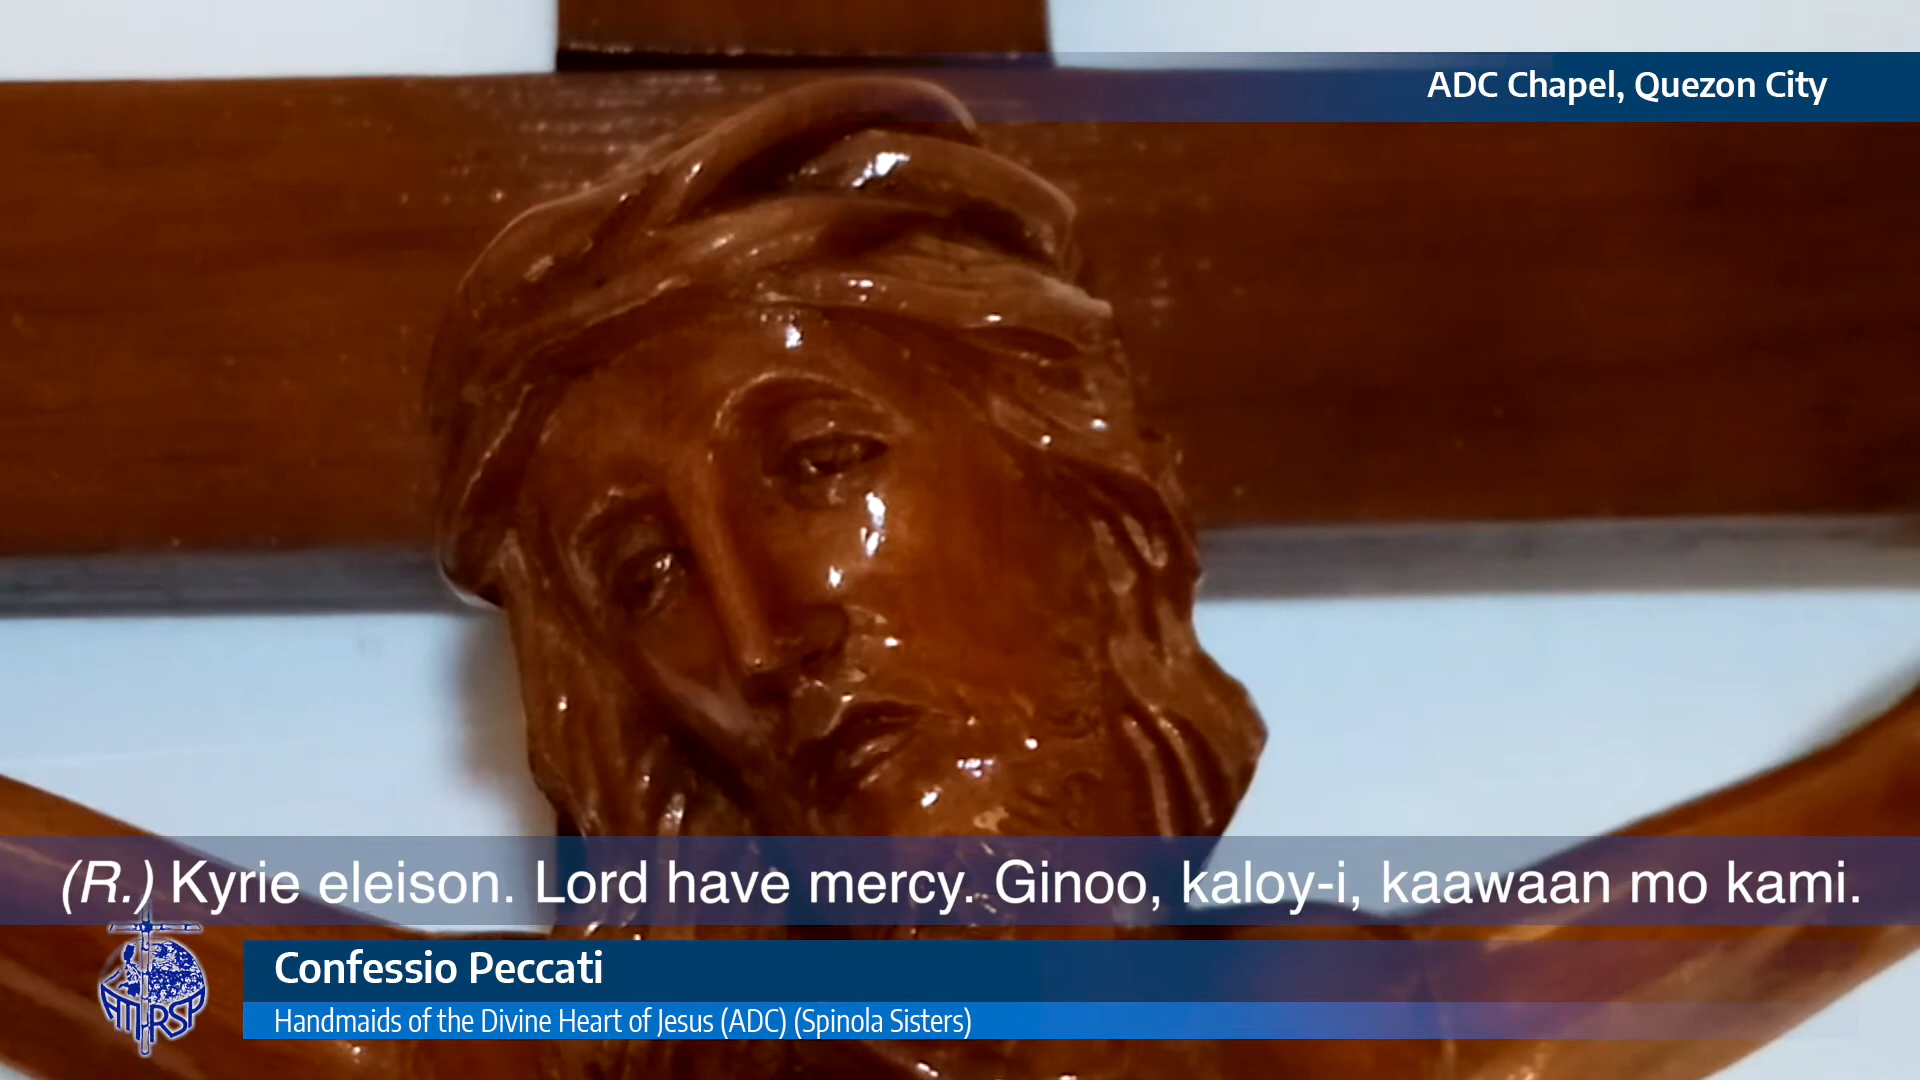 ADC Chapel, Quezon City
(R.) Kyrie eleison. Lord have mercy. Ginoo, kaloy-i, kaawaan mo kami.
Confessio Peccati
Handmaids of the Divine Heart of Jesus (ADC) (Spinola Sisters)
AMRSP